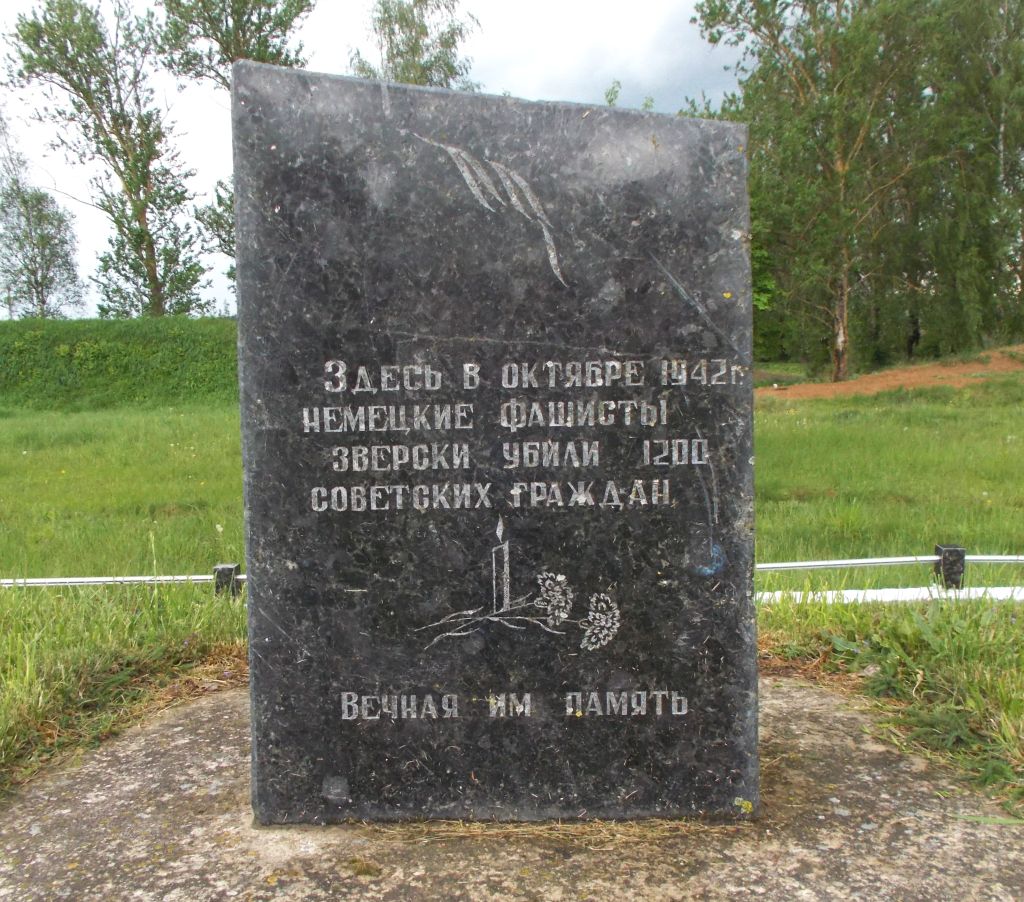 Здесь в октябре 1942г.
немецкие фашисты
зверски убили 1200
советских граждан
Вечная им память